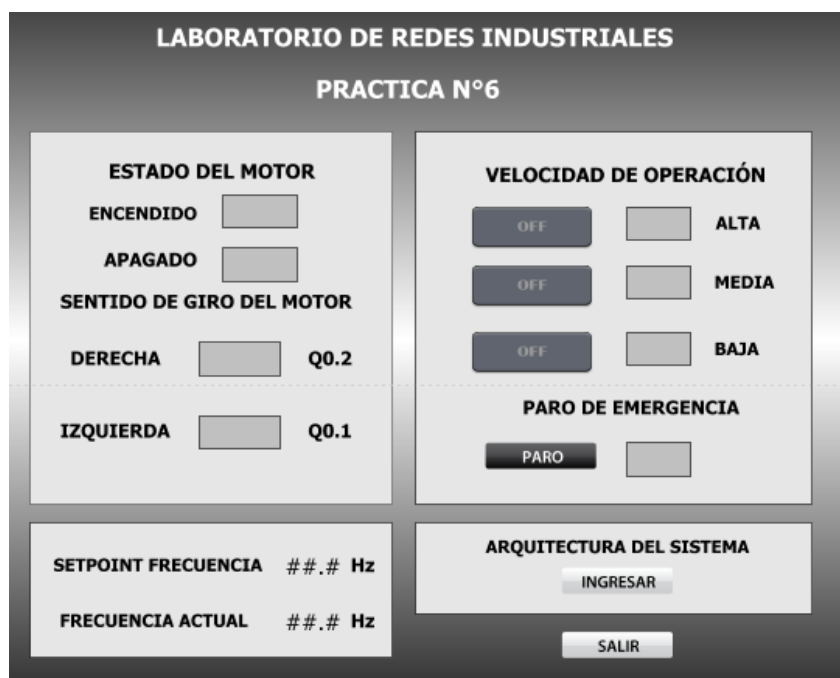 LABORATORIO DE REDES INDUSTRIALES
PRACTICA N°6
ESTADO DEL MOTOR
ENCENDIDO
APAGADO
SENTIDO DE GIRO DEL MOTOR
DERECHA Q0.2
IZQUIERDA Q0.1
VELOCIDAD DE OPERACIÓN
OFF ALTA
OFF MEDIA
OFF BAJA
PARO DE EMERGENCIA
PARO
SETPOINT FRECUENCIA ##.# Hz
FRECUENCIA ACTUAL ##.# Hz
ARQUITECTURA DEL SISTEMA
INGRESAR
SALIR